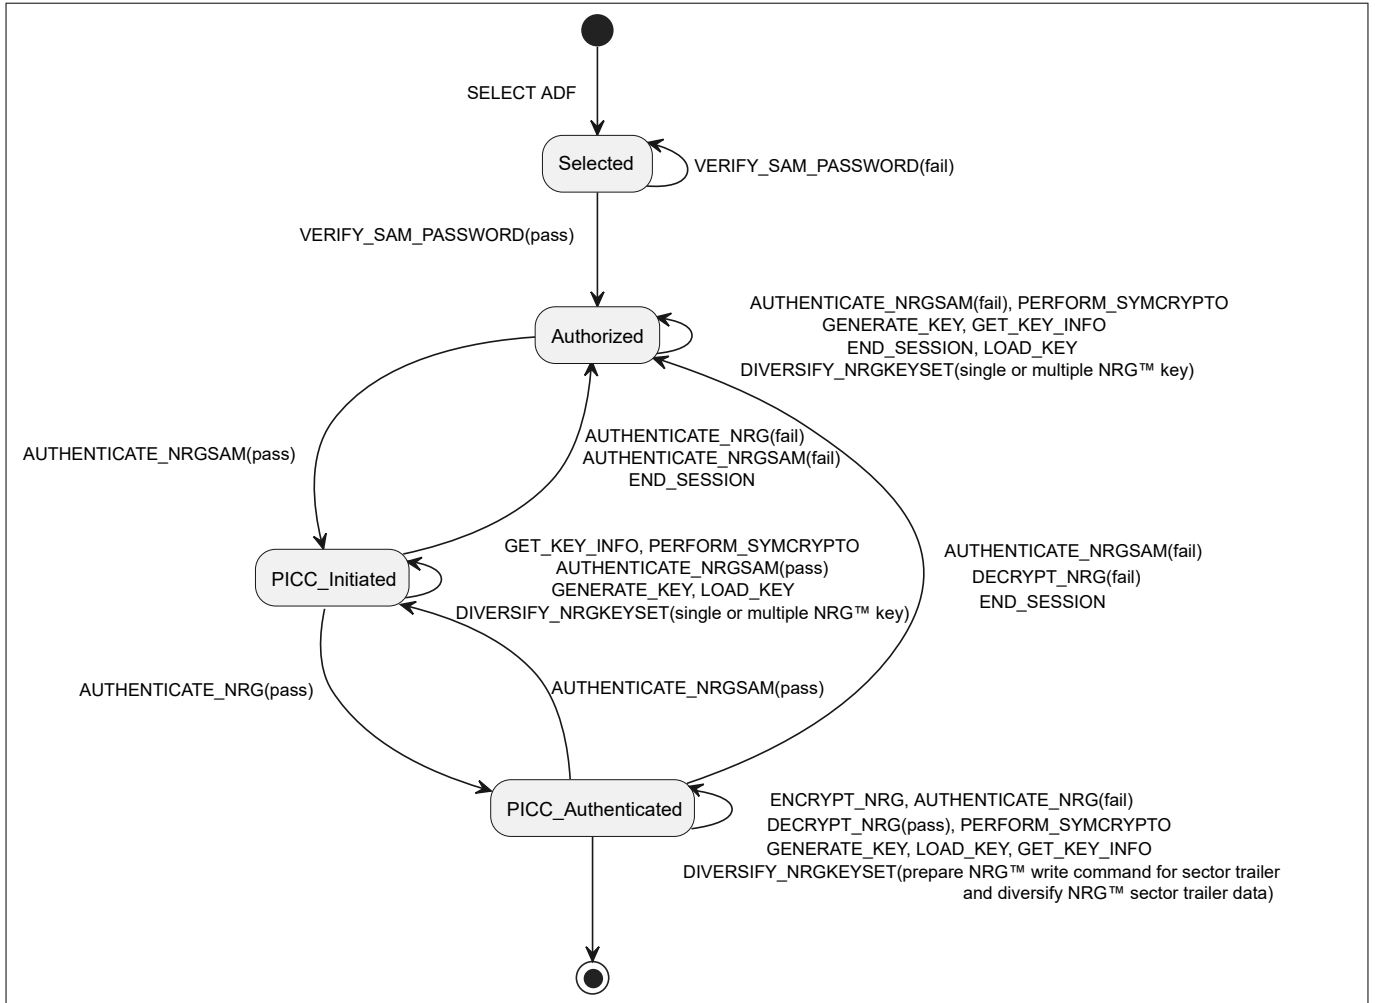 SELECT ADF
Selected
VERIFY_SAM_PASSWORD(fail)
VERIFY_SAM_PASSWORD(pass)
AUTHENTICATE_NRGSAM(fail), PERFORM_SYMCRYPTO
GENERATE_KEY, GET_KEY_INFO
END_SESSION, LOAD_KEY
DIVERSIFY_NRGKEYSET(single or multiple NRG™ key)
Authorized
AUTHENTICATE_NRGSAM(pass)
AUTHENTICATE_NRG(fail)
AUTHENTICATE_NRGSAM(fail)
END_SESSION
AUTHENTICATE_NRGSAM(fail)
DECRYPT_NRG(fail)
END_SESSION
GET_KEY_INFO, PERFORM_SYMCRYPTO
AUTHENTICATE_NRGSAM(pass)
GENERATE_KEY, LOAD_KEY
DIVERSIFY_NRGKEYSET(single or multiple NRG™ key)
PICC_Initiated
AUTHENTICATE_NRG(pass)
AUTHENTICATE_NRGSAM(pass)
PICC_Authenticated
ENCRYPT_NRG, AUTHENTICATE_NRG(fail)
DECRYPT_NRG(pass), PERFORM_SYMCRYPTO
GENERATE_KEY, LOAD_KEY, GET_KEY_INFO
DIVERSIFY_NRGKEYSET(prepare NRG™ write command for sector trailer
and diversify NRG™ sector trailer data)